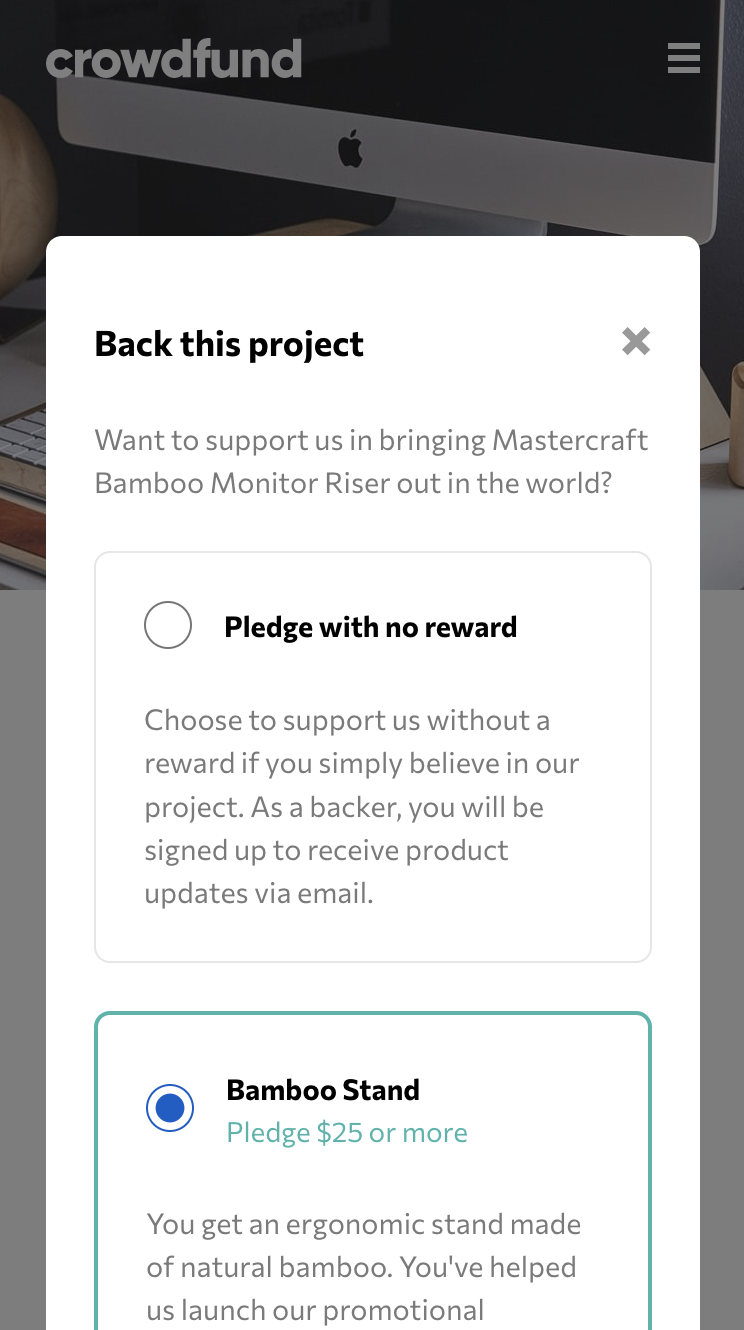 crowdfund
Back this project
Want to support us in bringing Mastercraft
Bamboo Monitor Riser out in the world?
Pledge with no reward
Choose to support us without a
reward if you simply believe in our
project. As a backer, you will be
signed up to receive product
updates via email.
Bamboo Stand
Pledge $25 or more
You get an ergonomic stand made
of natural bamboo. You've helped
us launch our promotional